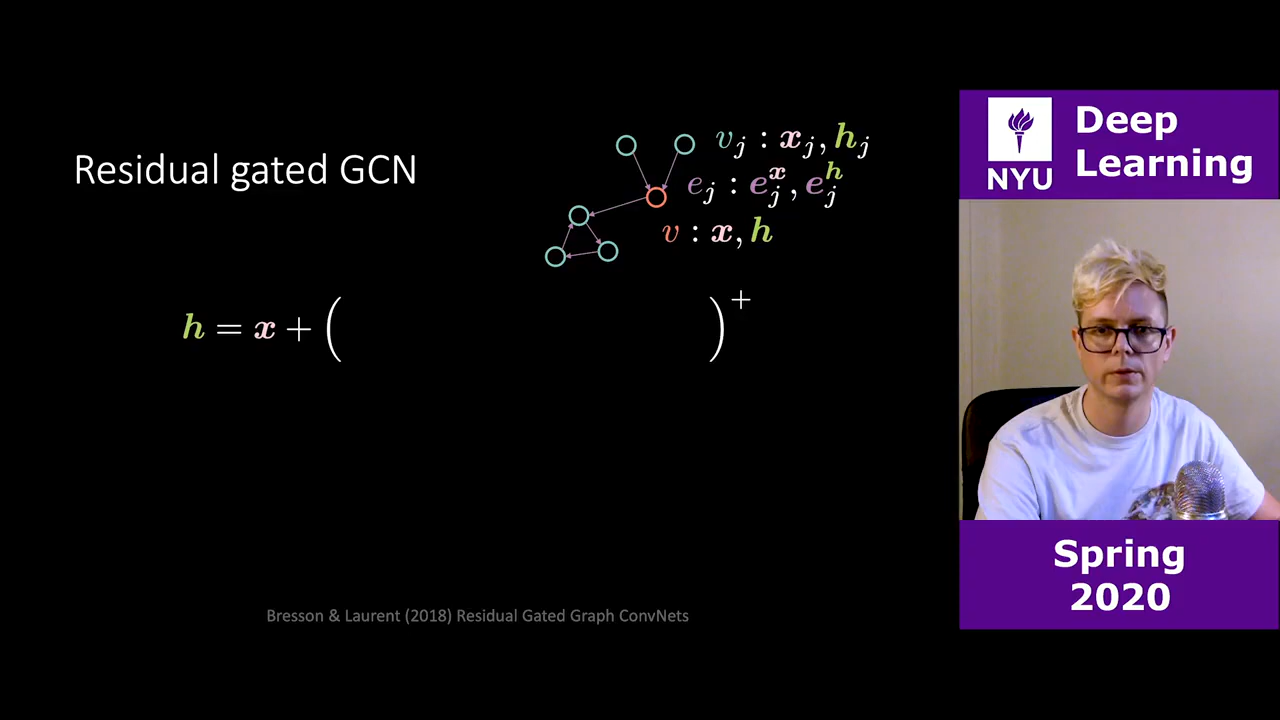 Residual gated GCN
v_j : x_j, h_j
e_j : e_j^x, e_j^h
v : x, h
h = x + ( )^+
Bresson & Laurent (2018) Residual Gated Graph ConvNets
NYU
Deep
Learning
Spring
2020